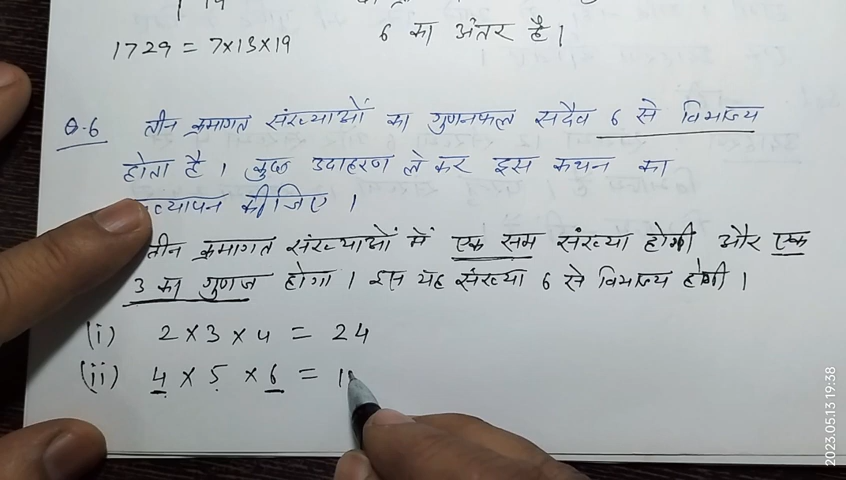 1729 = 7×13×19
6 का अंतर है।
Q.6 तीन क्रमागत संख्याओं का गुणनफल सदैव 6 से विभाज्य
होता है। कुछ उदाहरण लेकर इस कथन का
त्यापन कीजिए।
तीन क्रमागत संख्याओं में एक सम संख्या होगी और एक
3 का गुणज होगा। इस यह संख्या 6 से विभाज्य होगी।
(i) 2 × 3 × 4 = 24
(ii) 4 × 5 × 6 = 1
2023.05.13 19:38